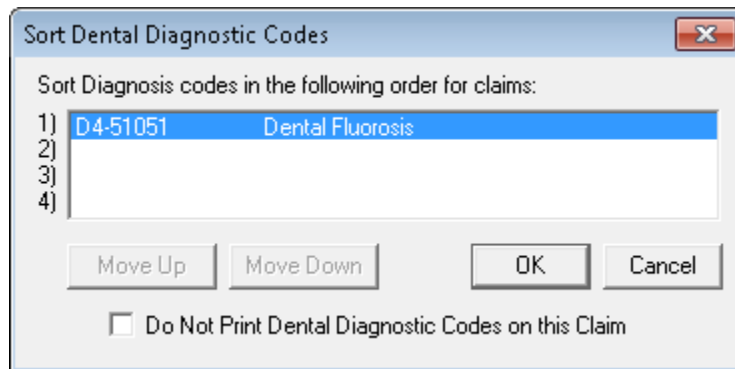 Sort Dental Diagnostic Codes
Sort Diagnosis codes in the following order for claims:
1) D4-51051 Dental Fluorosis
2)
3)
4)
Move Up Move Down OK Cancel
Do Not Print Dental Diagnostic Codes on this Claim